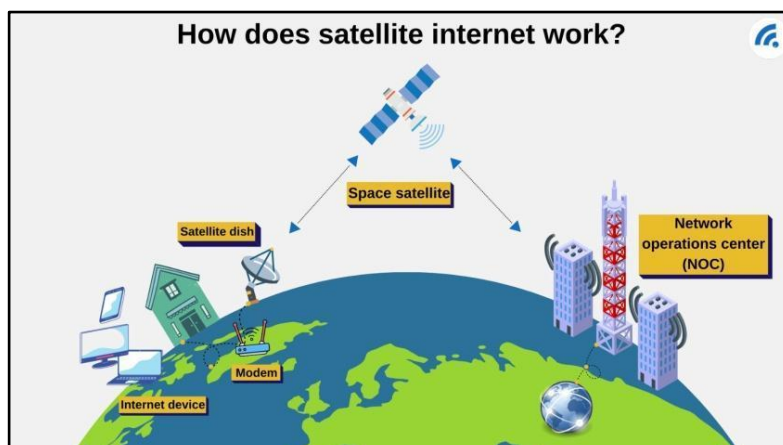 How does satellite internet work?
Space satellite
Satellite dish
Network
operations center
(NOC)
Modem
Internet device